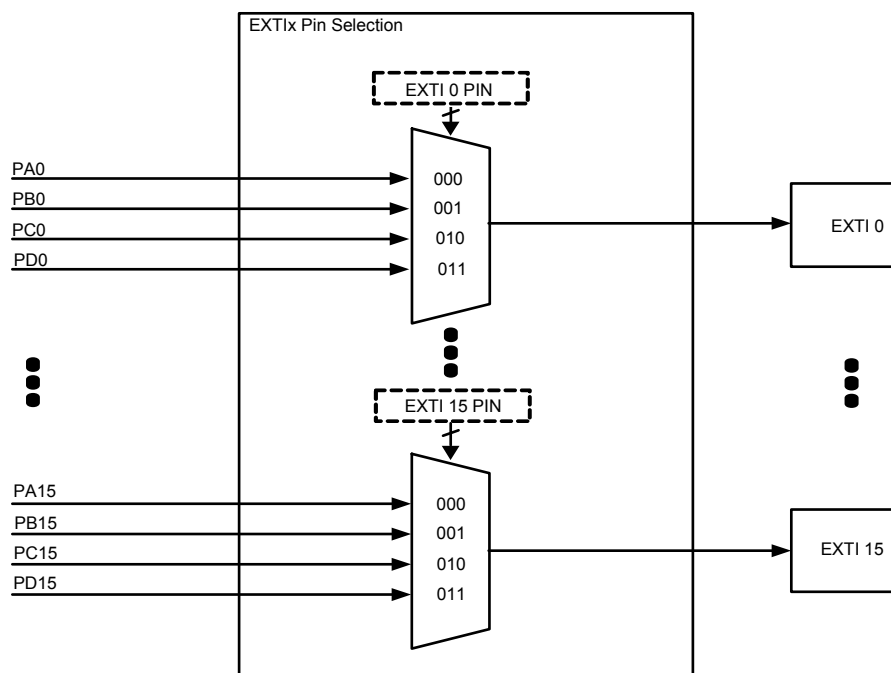 EXTIx Pin Selection
EXTI 0 PIN
PA0
000
PB0
001
PC0
010
PD0
011
EXTI 0
EXTI 15 PIN
PA15
000
PB15
001
PC15
010
PD15
011
EXTI 15